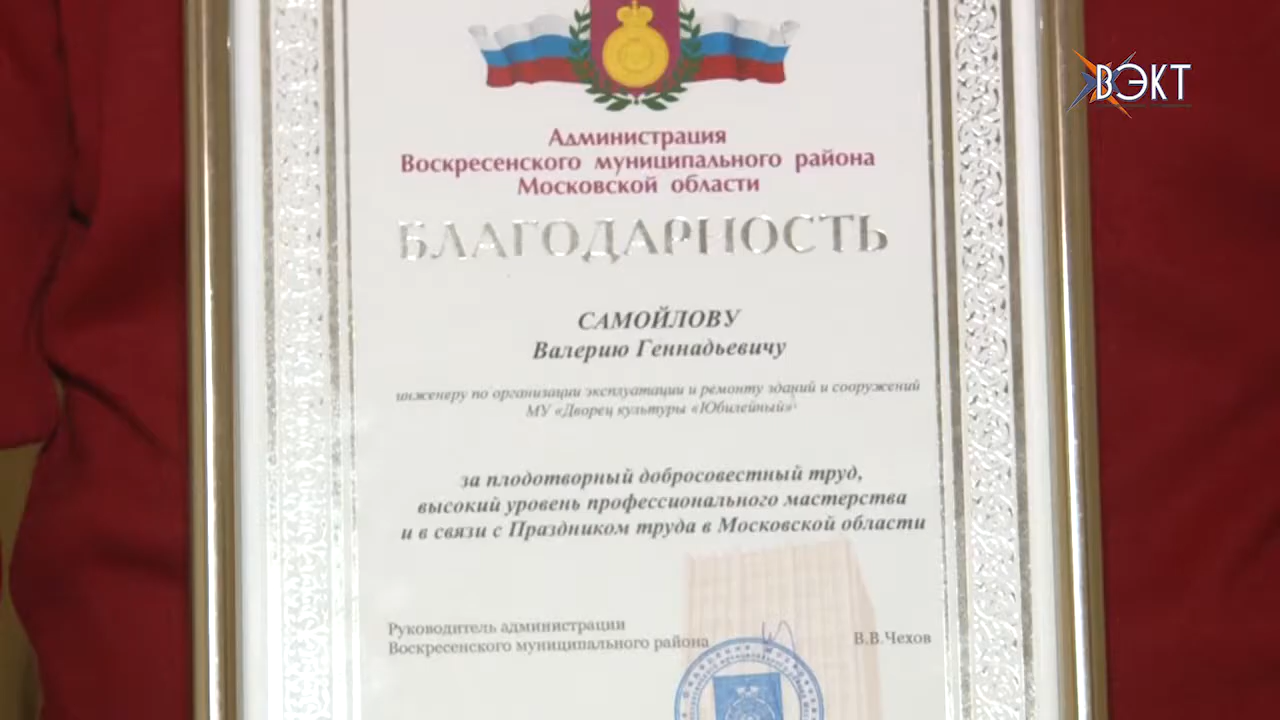 ВЭКТ
Администрация
Воскресенского муниципального района
Московской области
БЛАГОДАРНОСТЬ
САМОЙЛОВУ
Валерию Геннадьевичу
инженеру по организации эксплуатации и ремонту зданий и сооружений
МУ «Дворец культуры «Юбилейный»
за плодотворный добросовестный труд,
высокий уровень профессионального мастерства
и в связи с Праздником труда в Московской области
Руководитель администрации
Воскресенского муниципального района
В.В.Чехов